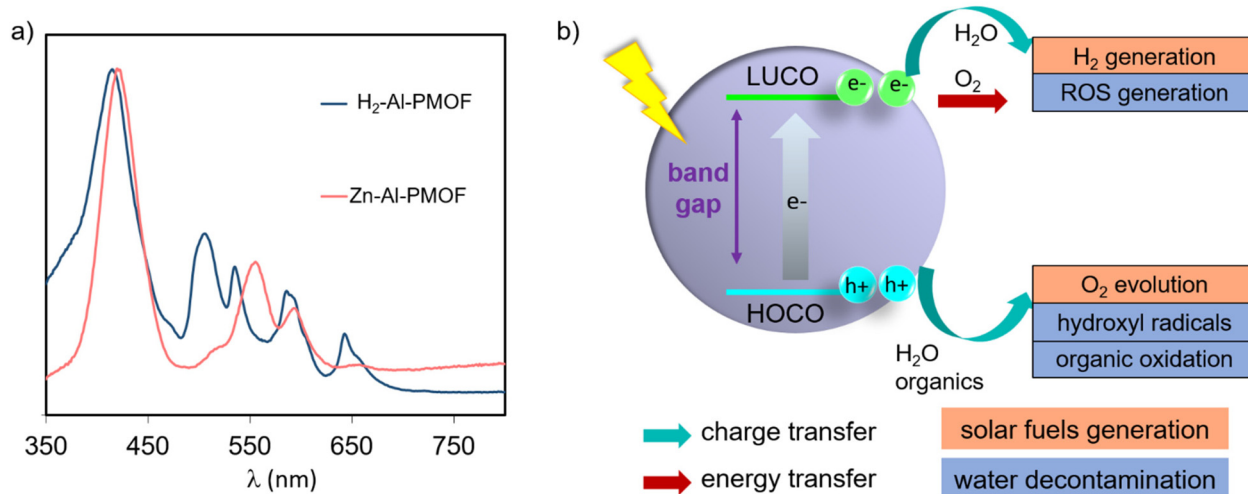 a)
H₂-Al-PMOF
Zn-Al-PMOF
350 450 550 650 750
λ (nm)
b)
H₂O
LUCO
e- e-
O₂
H₂ generation
ROS generation
band
gap
e-
h+ h+
HOCO
H₂O
organics
O₂ evolution
hydroxyl radicals
organic oxidation
charge transfer
solar fuels generation
energy transfer
water decontamination